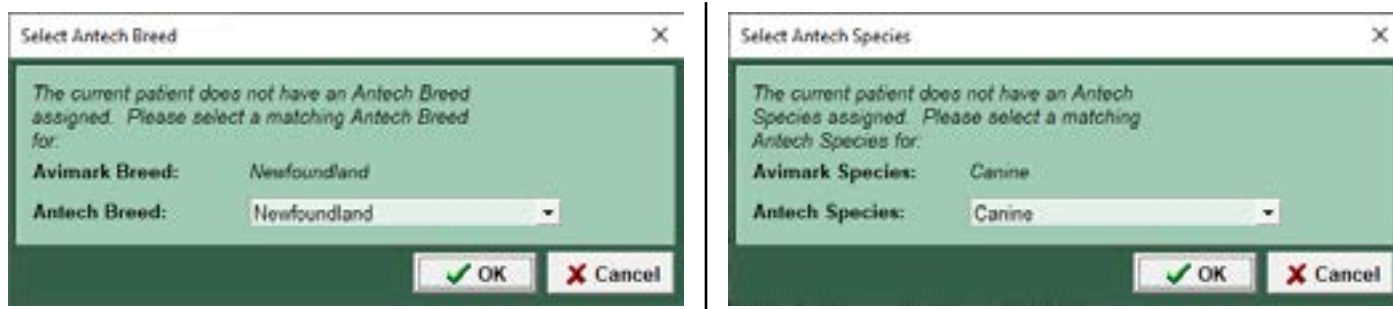 Select Antech Breed
The current patient does not have an Antech Breed
assigned. Please select a matching Antech Breed
for:
Avimark Breed: Newfoundland
Antech Breed: Newfoundland
OK Cancel
Select Antech Species
The current patient does not have an Antech
Species assigned. Please select a matching
Antech Species for:
Avimark Species: Canine
Antech Species: Canine
OK Cancel